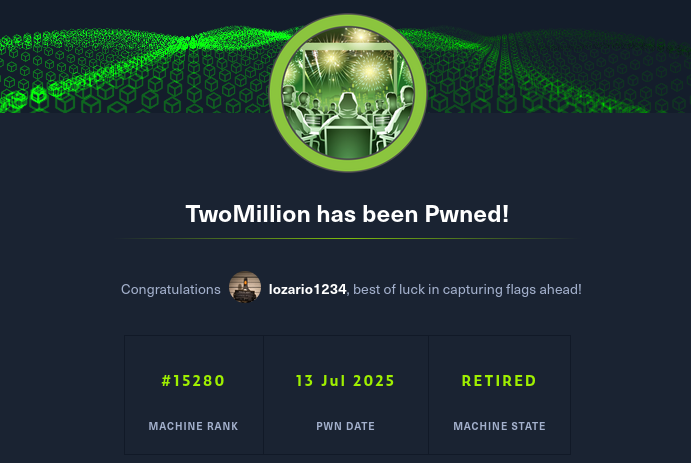 TwoMillion has been Pwned!
Congratulations lozario1234, best of luck in capturing flags ahead!
#15280 13 Jul 2025 RETIRED
MACHINE RANK PWN DATE MACHINE STATE